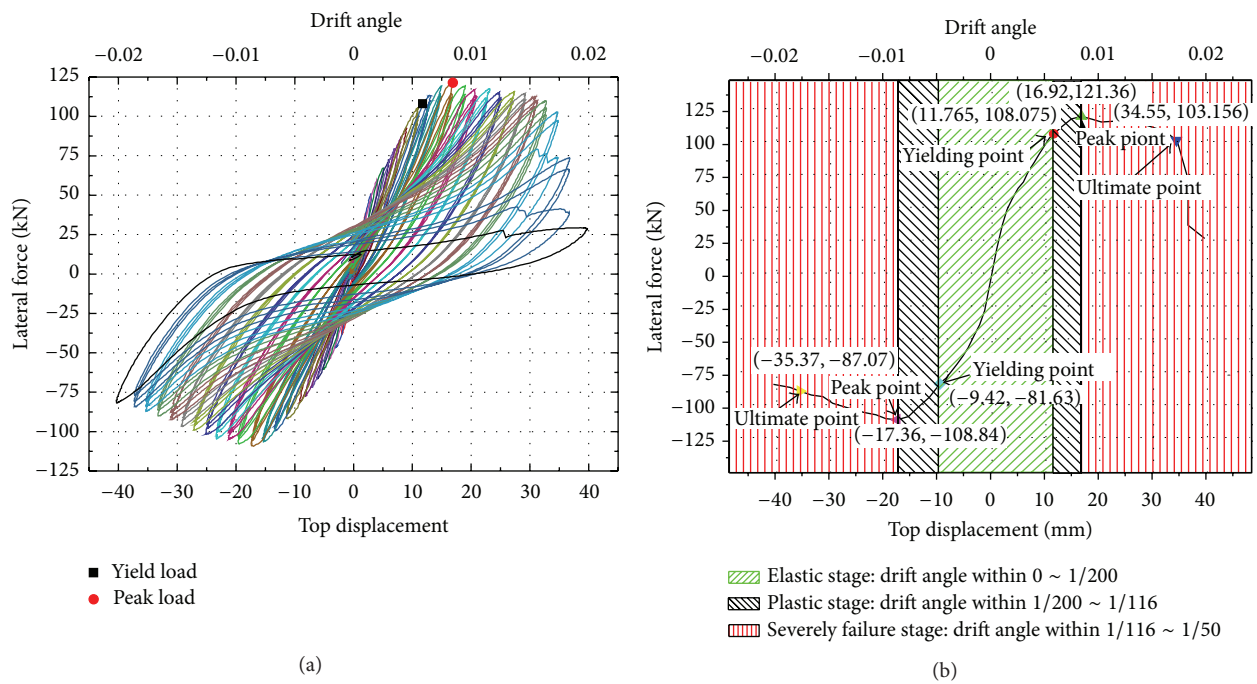 Drift angle
−0.02 −0.01 0 0.01 0.02
125
100
75
50
25
0
−25
−50
−75
−100
−125
Lateral force (kN)
−40 −30 −20 −10 0 10 20 30 40
Top displacement
Yield load
Peak load
(a)
Drift angle
−0.018 −0.009 0 0.01 0.02
125
100
75
50
25
0
−25
−50
−75
−100
−125
Lateral force (kN)
(16.92,121.36)
(11.765, 108.075)
(34.55, 103.156)
Peak piont
Yielding point
Ultimate point
(−35.37, −87.07)
Peak point
Yielding point
Ultimate point
(−9.42, −81.63)
(−17.36, −108.84)
−40 −30 −20 −10 0 10 20 30 40
Top displacement (mm)
Elastic stage: drift angle within 0 ~ 1/200
Plastic stage: drift angle within 1/200 ~ 1/116
Severely failure stage: drift angle within 1/116 ~ 1/50
(b)